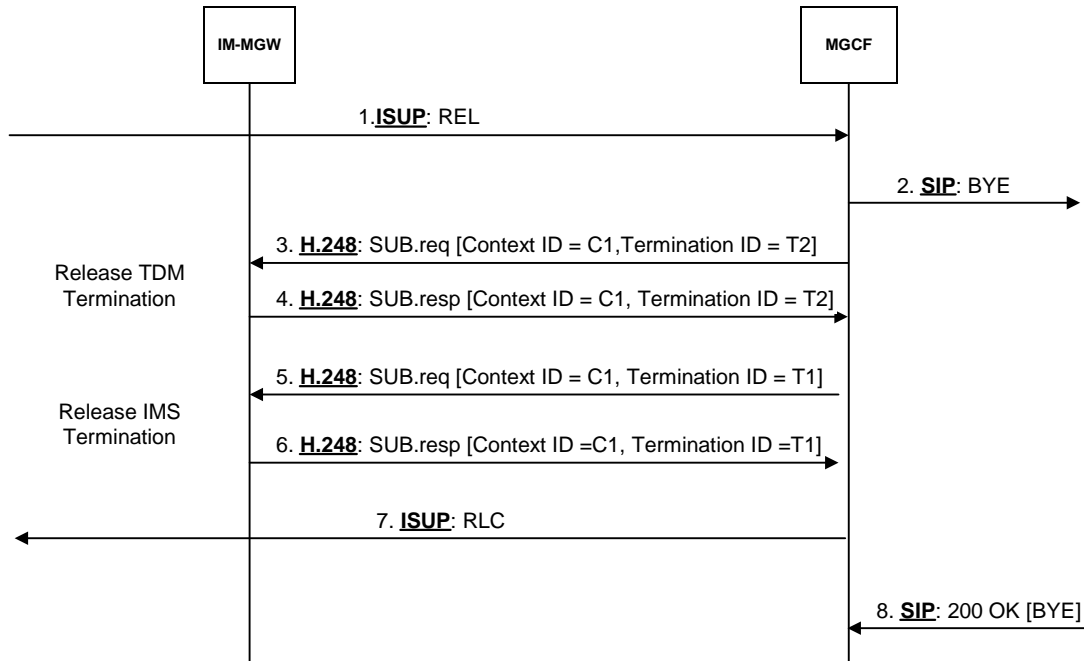 IM-MGW
MGCF
1.ISUP: REL
2. SIP: BYE
3. H.248: SUB.req [Context ID = C1,Termination ID = T2]
Release TDM
Termination
4. H.248: SUB.resp [Context ID = C1, Termination ID = T2]
5. H.248: SUB.req [Context ID = C1, Termination ID = T1]
Release IMS
Termination
6. H.248: SUB.resp [Context ID =C1, Termination ID =T1]
7. ISUP: RLC
8. SIP: 200 OK [BYE]